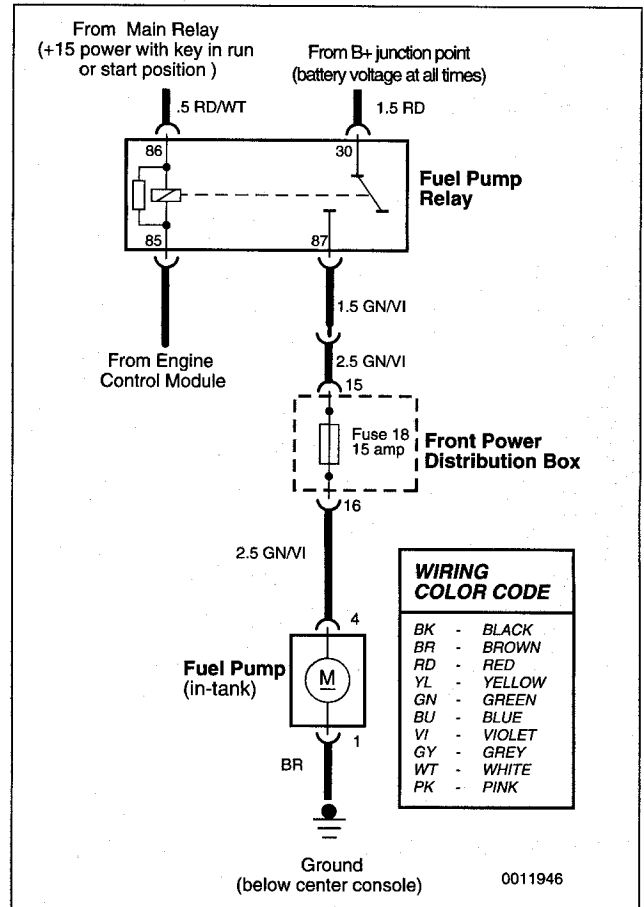 From Main Relay
(+15 power with key in run
or start position )
From B+ junction point
(battery voltage at all times)
.5 RD/WT
1.5 RD
86
30
Fuel Pump
Relay
85
87
1.5 GN/VI
From Engine
Control Module
2.5 GN/VI
15
Fuse 18
15 amp
Front Power
Distribution Box
16
2.5 GN/VI
WIRING
COLOR CODE
BK - BLACK
BR - BROWN
RD - RED
YL - YELLOW
GN - GREEN
BU - BLUE
VI - VIOLET
GY - GREY
WT - WHITE
PK - PINK
4
Fuel Pump
(in-tank)
M
1
BR
Ground
(below center console)
0011946